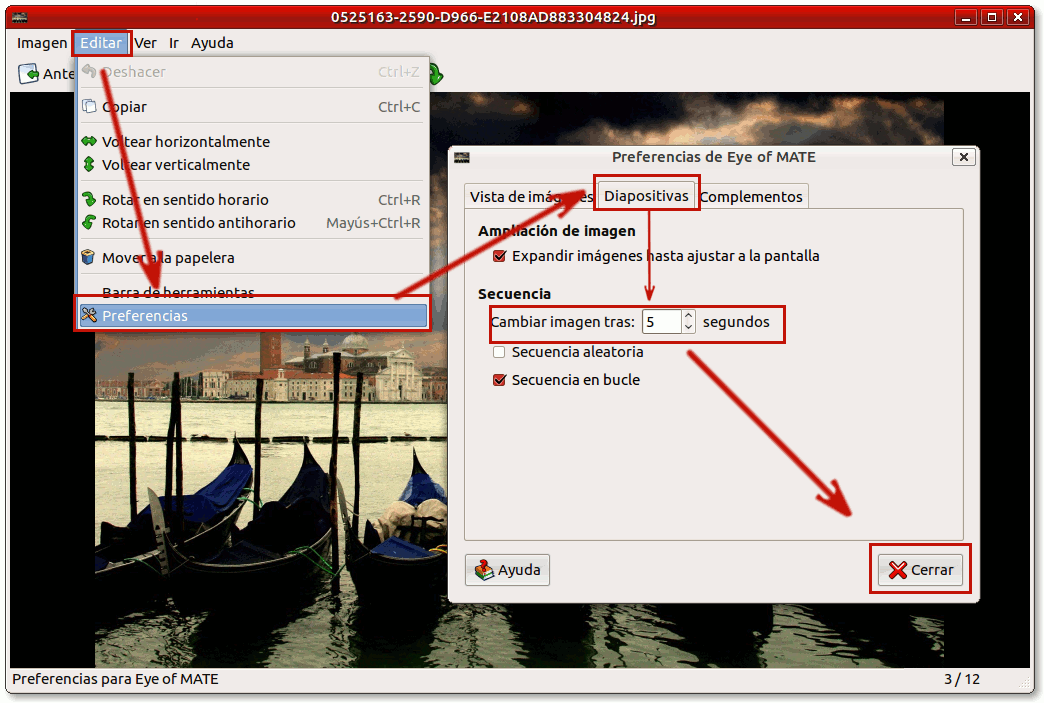 0525163-2590-D966-E2108AD883304824.jpg
Imagen Editar Ver Ir Ayuda
Ante
Deshacer Ctrl+Z
Copiar Ctrl+C
Voltear horizontalmente
Voltear verticalmente
Rotar en sentido horario Ctrl+R
Rotar en sentido antihorario Mayús+Ctrl+R
Mover a la papelera
Barra de herramientas
Preferencias
Preferencias de Eye of MATE
Vista de imágenes Diapositivas Complementos
Ampliación de imagen
Expandir imágenes hasta ajustar a la pantalla
Secuencia
Cambiar imagen tras: 5 segundos
Secuencia aleatoria
Secuencia en bucle
Ayuda Cerrar
Preferencias para Eye of MATE 3 / 12